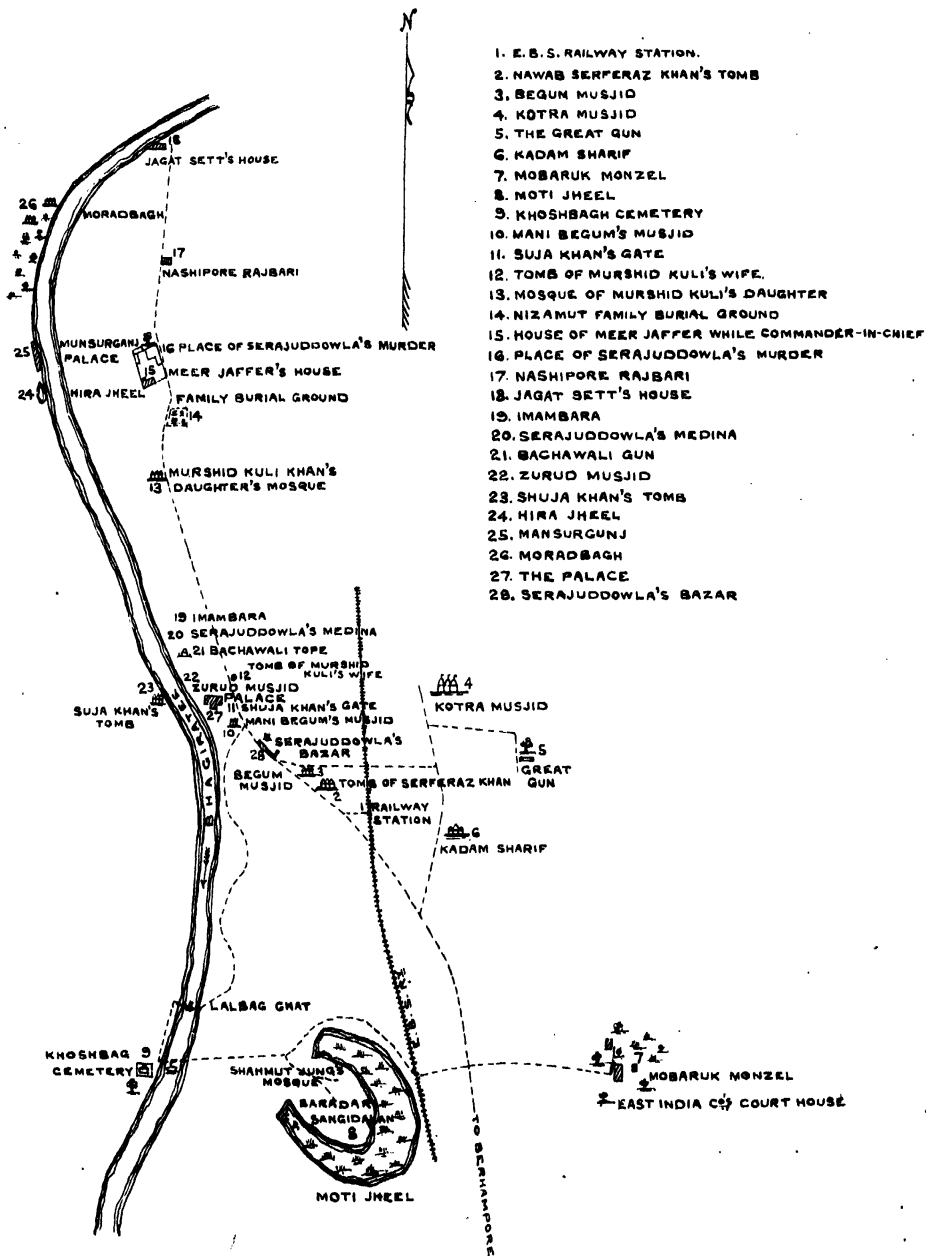 N
1. E.B.S. RAILWAY STATION.
2. NAWAB SERFERAZ KHAN'S TOMB
3. BEGUM MUSJID
4. KOTRA MUSJID
5. THE GREAT GUN
6. KADAM SHARIF
7. MOBARUK MONZEL
8. MOTI JHEEL
9. KHOSHBAGH CEMETERY
10. MANI BEGUM'S MUSJID
11. SUJA KHAN'S GATE
12. TOMB OF MURSHID KULI'S WIFE.
13. MOSQUE OF MURSHID KULI'S DAUGHTER
14. NIZAMUT FAMILY BURIAL GROUND
15. HOUSE OF MEER JAFFER WHILE COMMANDER-IN-CHIEF
16. PLACE OF SERAJUDDOWLA'S MURDER
17. NASHIPORE RAJBARI
18. JAGAT SETT'S HOUSE
19. IMAMBARA
20. SERAJUDDOWLA'S MEDINA
21. BACHAWALI GUN
22. ZURUD MUSJID
23. SHUJA KHAN'S TOMB
24. HIRA JHEEL
25. MANSURGUNJ
26. MORADBAGH
27. THE PALACE
28. SERAJUDDOWLA'S BAZAR
18
JAGAT SETT'S HOUSE
26
MORADBAGH
17
NASHIPORE RAJBARI
MUNSURGANJ
PALACE
25
16 PLACE OF SERAJUDDOWLA'S MURDER
15
MEER JAFFER'S HOUSE
24
HIRA JHEEL
FAMILY BURIAL GROUND
14
MURSHID KULI KHAN'S
13 DAUGHTER'S MOSQUE
19 IMAMBARA
20 SERAJUDDOWLA'S MEDINA
21 BACHAWALI TOPE
TOMB OF MURSHID
KULI'S WIFE
12
22
ZURUD MUSJID
23
SUJA KHAN'S
TOMB
PALACE
27
11 SHUJA KHAN'S GATE
MANI BEGUM'S MUSJID
10
4
KOTRA MUSJID
SERAJUDDOWLA'S
BAZAR
28
5
GREAT
GUN
BEGUM
MUSJID
3
TOMB OF SERFERAZ KHAN
2
1 RAILWAY
STATION
6
KADAM SHARIF
BHAGIRATEE
LALBAG GHAT
E.B.S.RY.
KHOSHBAG
CEMETERY
9
SHAHMUT JUNG'S
MOSQUE
BARADARI
SANGIDALAN
8
MOTI JHEEL
7
MOBARUK MONZEL
EAST INDIA CO'S COURT HOUSE
TO BERHAMPORE